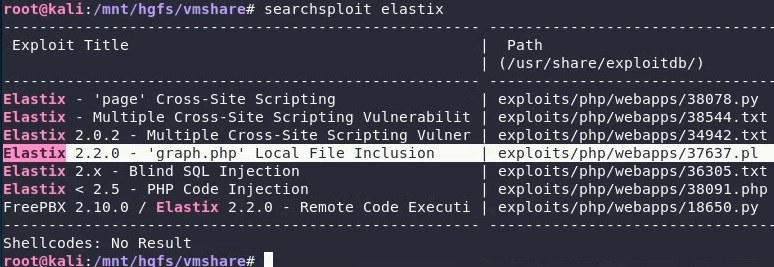 root@kali:/mnt/hgfs/vmshare# searchsploit elastix
--------------------------------------------------- ----------------------------------------
Exploit Title | Path
| (/usr/share/exploitdb/)
--------------------------------------------------- ----------------------------------------
Elastix - 'page' Cross-Site Scripting | exploits/php/webapps/38078.py
Elastix - Multiple Cross-Site Scripting Vulnerabilit | exploits/php/webapps/38544.txt
Elastix 2.0.2 - Multiple Cross-Site Scripting Vulner | exploits/php/webapps/34942.txt
Elastix 2.2.0 - 'graph.php' Local File Inclusion | exploits/php/webapps/37637.pl
Elastix 2.x - Blind SQL Injection | exploits/php/webapps/36305.txt
Elastix < 2.5 - PHP Code Injection | exploits/php/webapps/38091.php
FreePBX 2.10.0 / Elastix 2.2.0 - Remote Code Executi | exploits/php/webapps/18650.py
--------------------------------------------------- ----------------------------------------
Shellcodes: No Result
root@kali:/mnt/hgfs/vmshare#